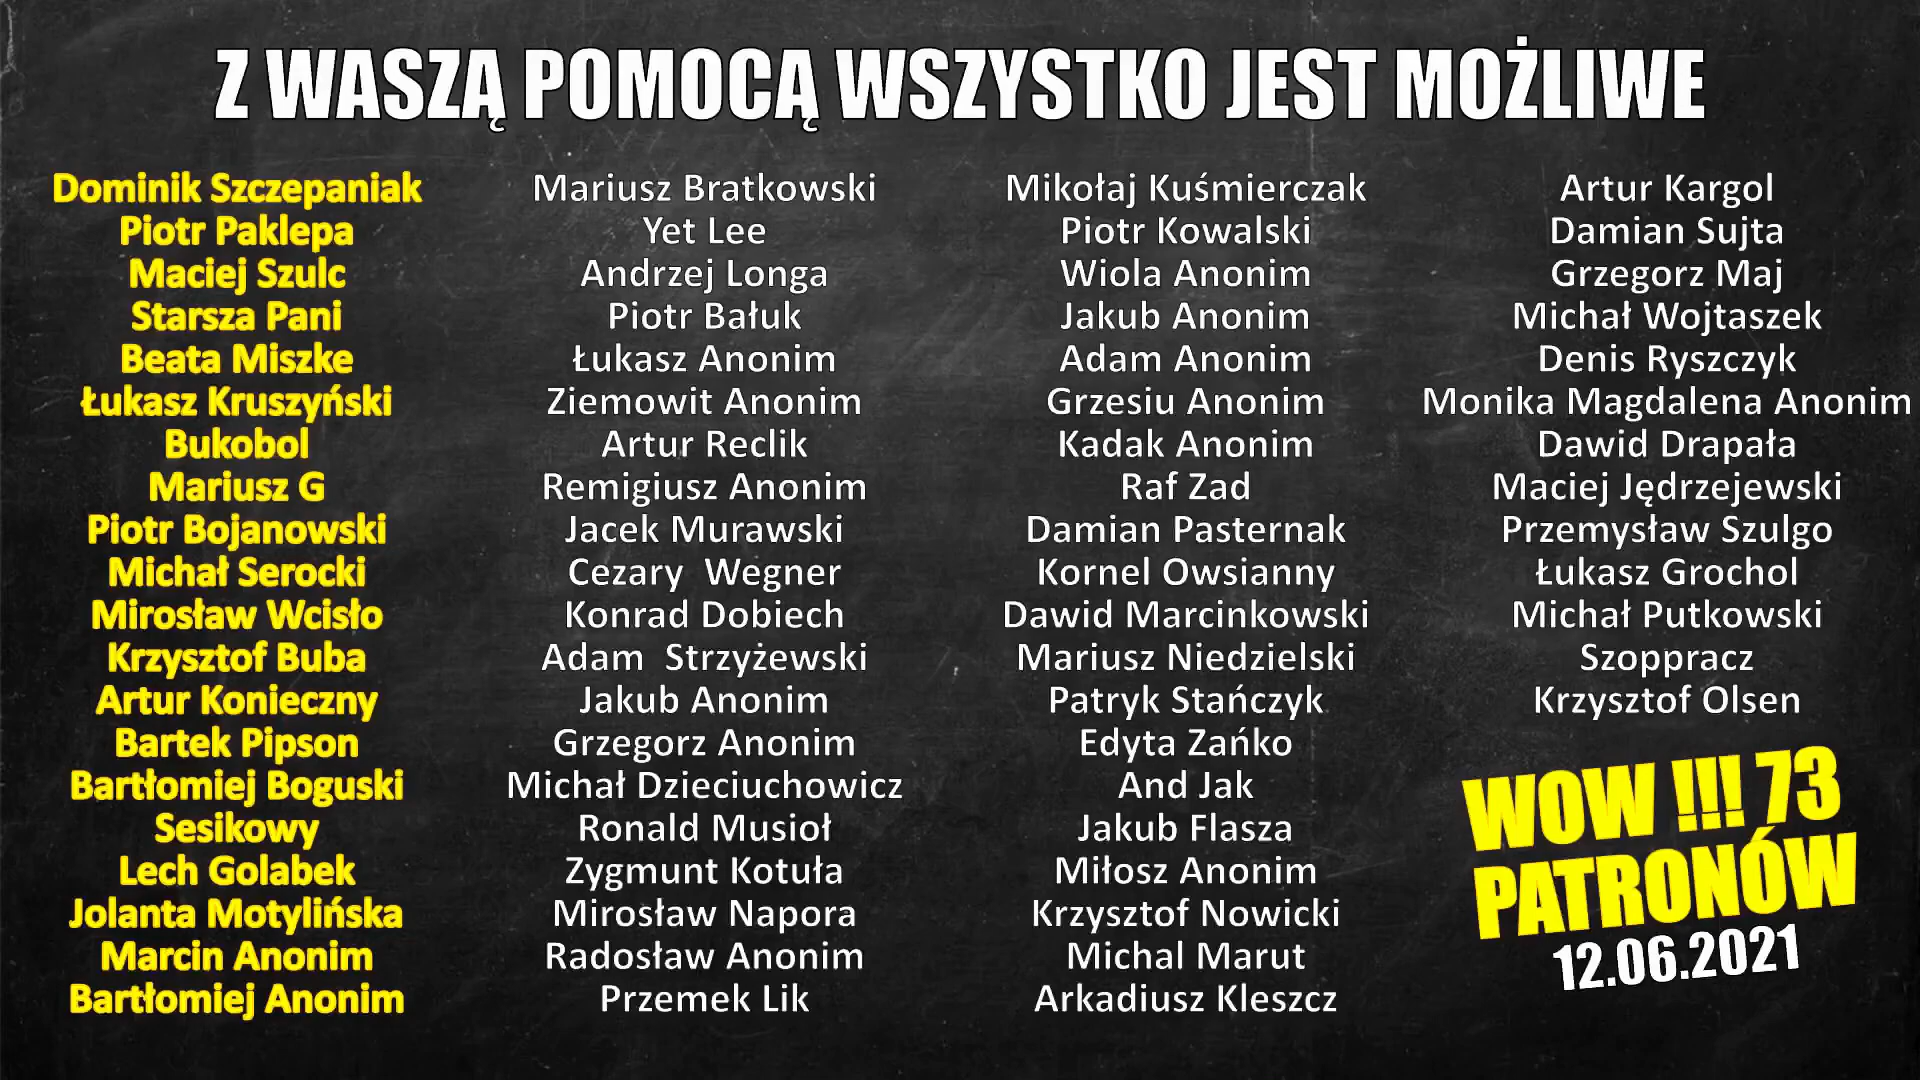 Z WASZĄ POMOCĄ WSZYSTKO JEST MOŻLIWE
Dominik Szczepaniak
Piotr Paklepa
Maciej Szulc
Starsza Pani
Beata Miszke
Łukasz Kruszyński
Bukobol
Mariusz G
Piotr Bojanowski
Michał Serocki
Mirosław Wcisło
Krzysztof Buba
Artur Konieczny
Bartek Pipson
Bartłomiej Boguski
Sesikowy
Lech Golabek
Jolanta Motylińska
Marcin Anonim
Bartłomiej Anonim
Mariusz Bratkowski
Yet Lee
Andrzej Longa
Piotr Bałuk
Łukasz Anonim
Ziemowit Anonim
Artur Reclik
Remigiusz Anonim
Jacek Murawski
Cezary  Wegner
Konrad Dobiech
Adam  Strzyżewski
Jakub Anonim
Grzegorz Anonim
Michał Dzieciuchowicz
Ronald Musioł
Zygmunt Kotuła
Mirosław Napora
Radosław Anonim
Przemek Lik
Mikołaj Kuśmierczak
Piotr Kowalski
Wiola Anonim
Jakub Anonim
Adam Anonim
Grzesiu Anonim
Kadak Anonim
Raf Zad
Damian Pasternak
Kornel Owsianny
Dawid Marcinkowski
Mariusz Niedzielski
Patryk Stańczyk
Edyta Zańko
And Jak
Jakub Flasza
Miłosz Anonim
Krzysztof Nowicki
Michal Marut
Arkadiusz Kleszcz
Artur Kargol
Damian Sujta
Grzegorz Maj
Michał Wojtaszek
Denis Ryszczyk
Monika Magdalena Anonim
Dawid Drapała
Maciej Jędrzejewski
Przemysław Szulgo
Łukasz Grochol
Michał Putkowski
Szoppracz
Krzysztof Olsen
WOW !!! 73
PATRONÓW
12.06.2021